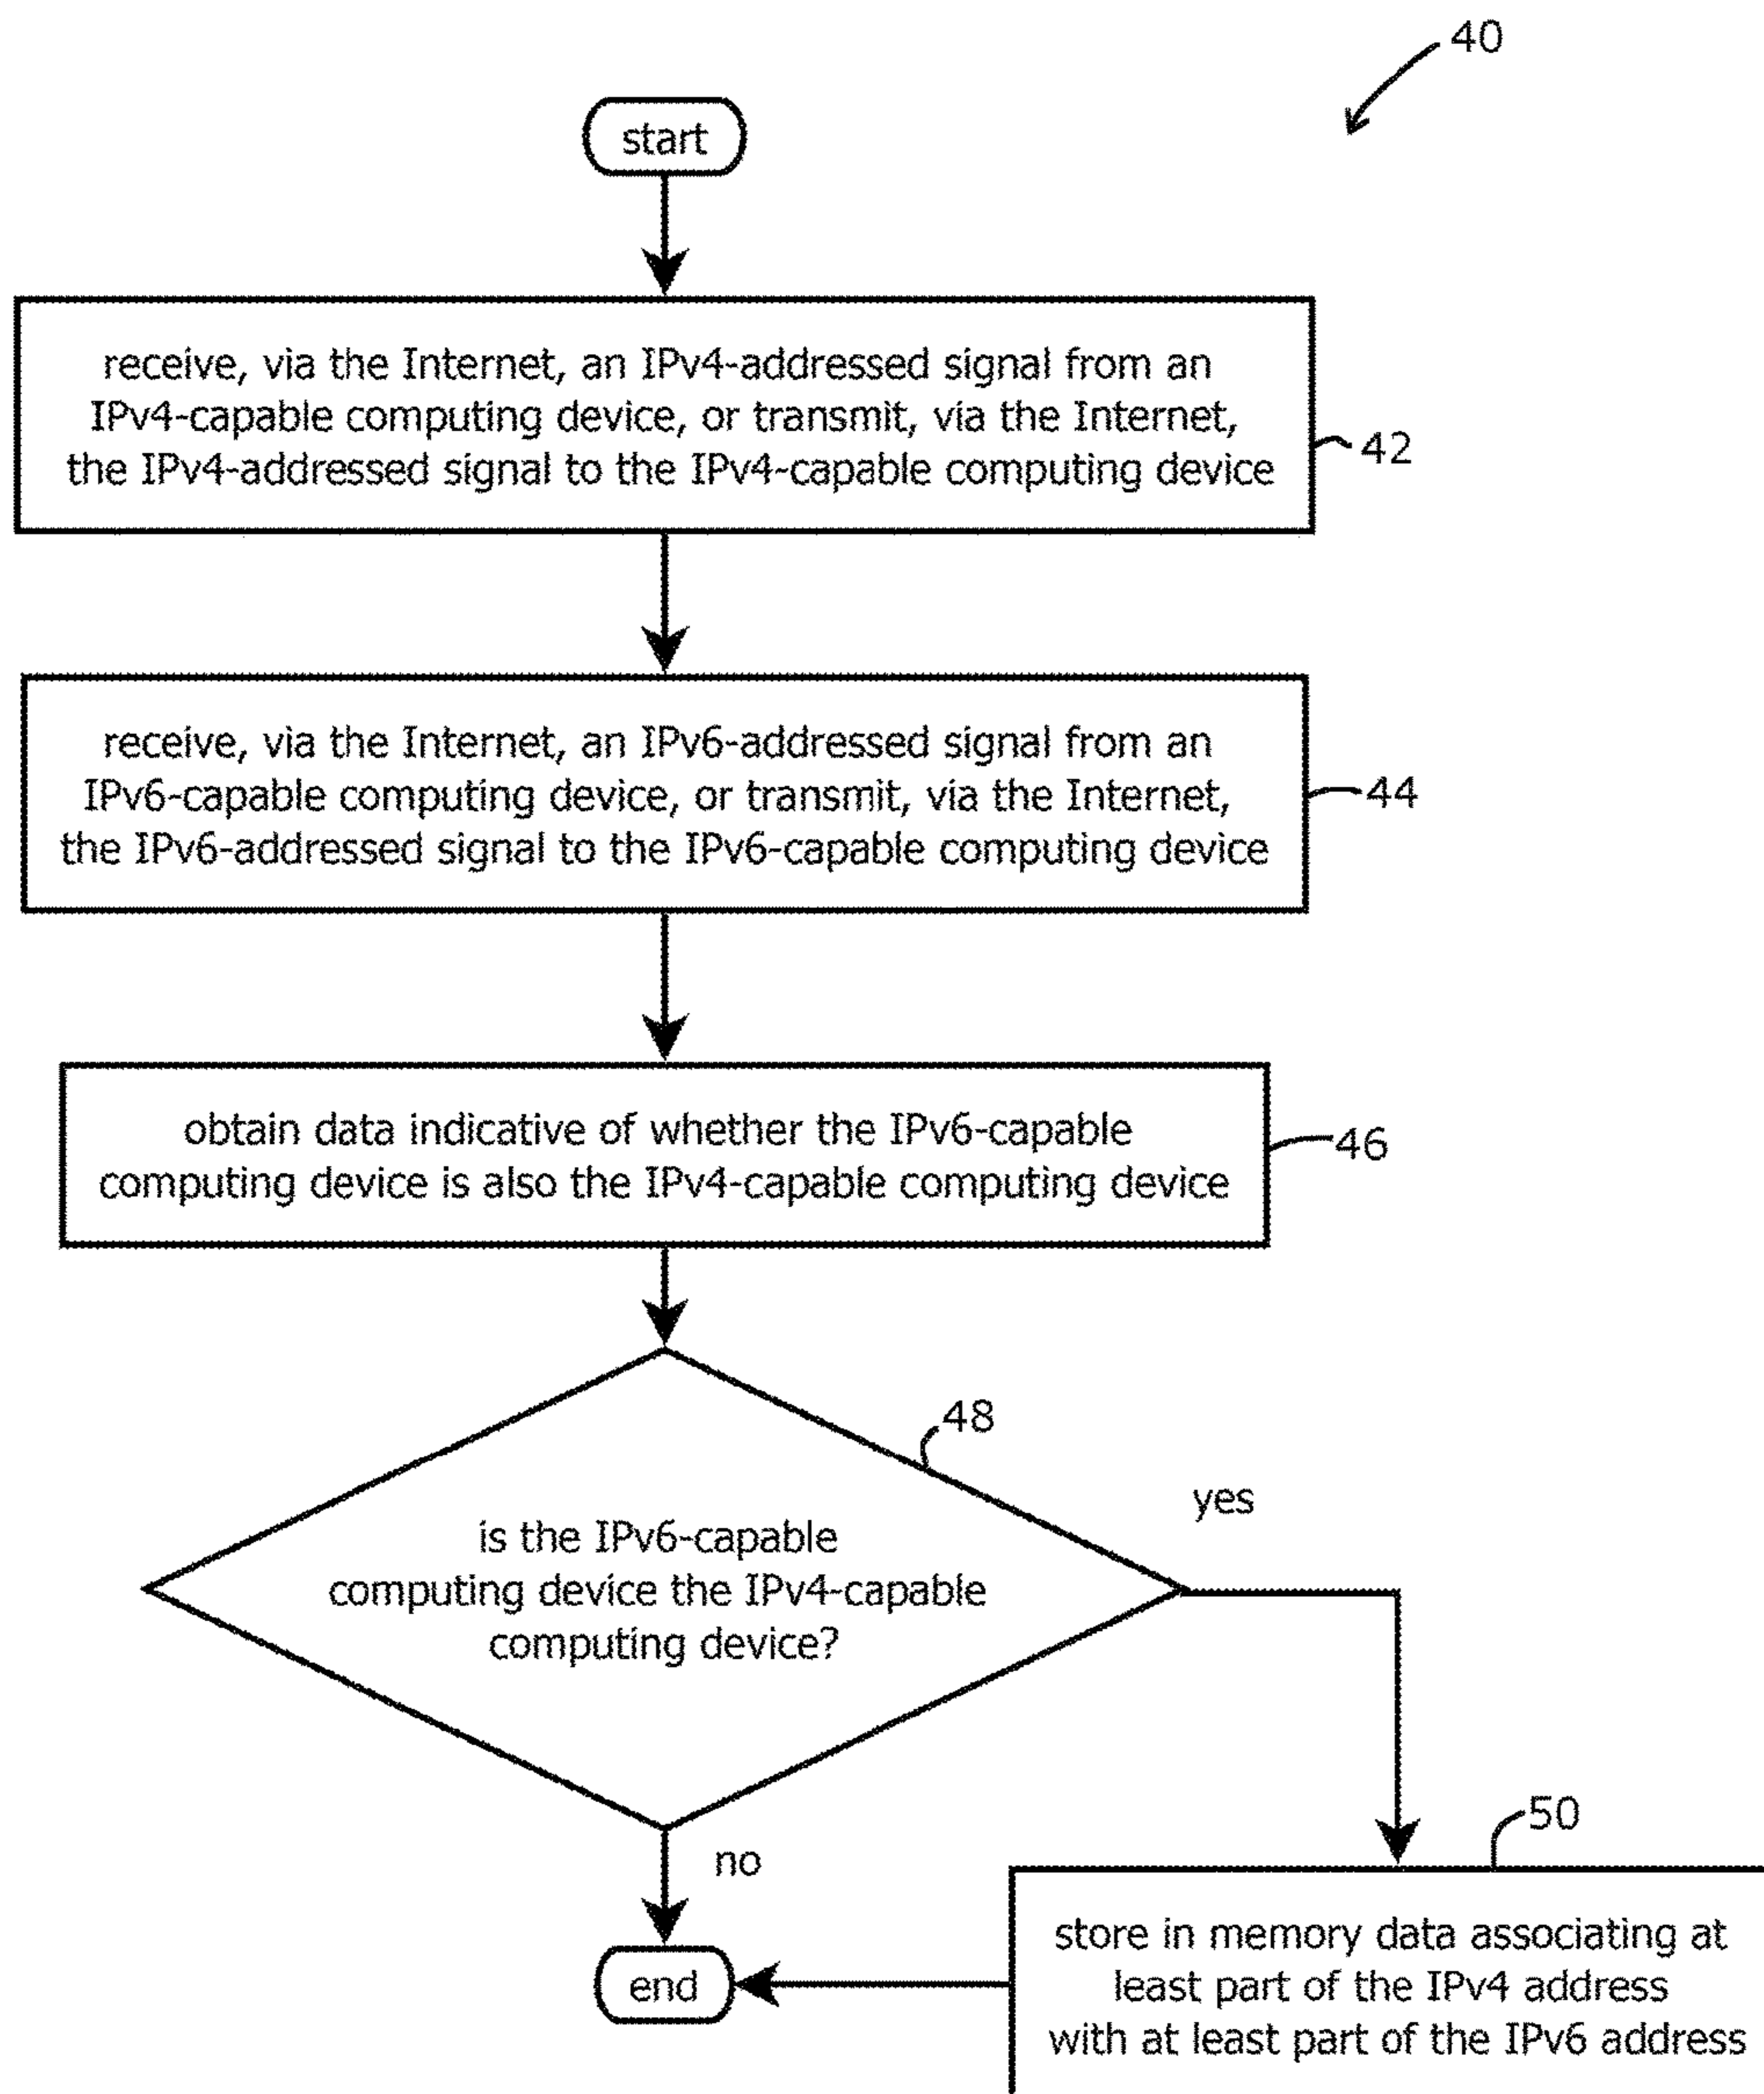 40
start
receive, via the Internet, an IPv4-addressed signal from an
IPv4-capable computing device, or transmit, via the Internet,
the IPv4-addressed signal to the IPv4-capable computing device
42
receive, via the Internet, an IPv6-addressed signal from an
IPv6-capable computing device, or transmit, via the Internet,
the IPv6-addressed signal to the IPv6-capable computing device
44
obtain data indicative of whether the IPv6-capable
computing device is also the IPv4-capable computing device
46
48
is the IPv6-capable
computing device the IPv4-capable
computing device?
yes
no
50
store in memory data associating at
least part of the IPv4 address
with at least part of the IPv6 address
end